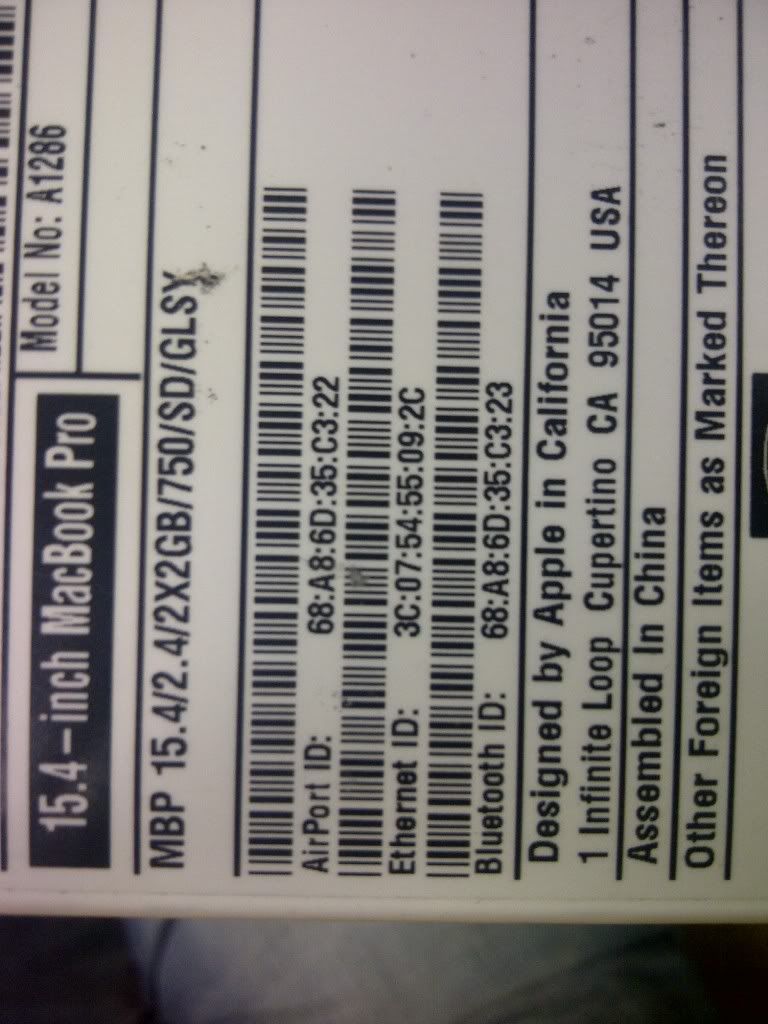 15.4-inch MacBook Pro
Model No: A1286
MBP 15.4/2.4/2X2GB/750/SD/GLSY
AirPort ID: 68:A8:6D:35:C3:22
Ethernet ID: 3C:07:54:55:09:2C
Bluetooth ID: 68:A8:6D:35:C3:23
Designed by Apple in California
1 Infinite Loop Cupertino CA 95014 USA
Assembled In China
Other Foreign Items as Marked Thereon